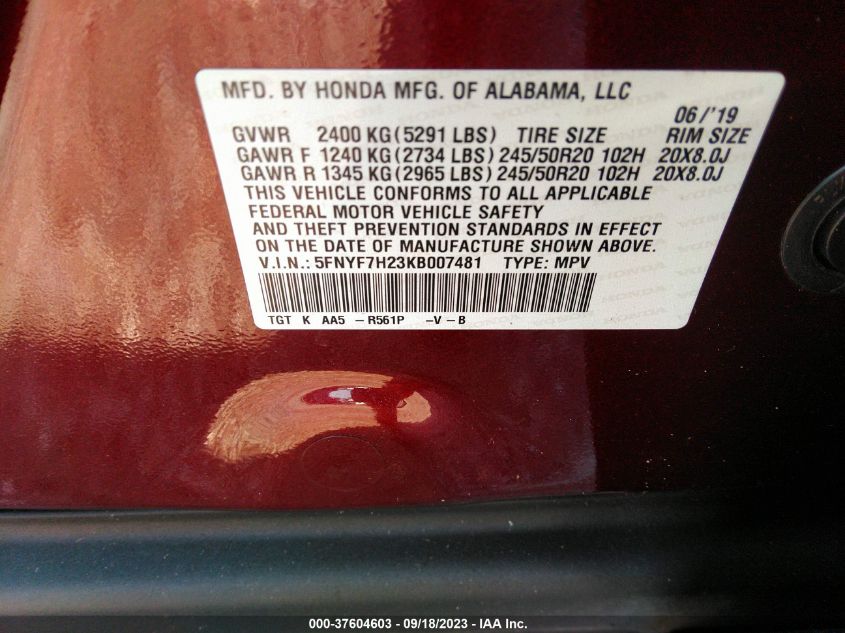 MFD. BY HONDA MFG. OF ALABAMA, LLC
06/'19
GVWR 2400 KG(5291 LBS) TIRE SIZE RIM SIZE
GAWR F 1240 KG(2734 LBS) 245/50R20 102H 20X8.0J
GAWR R 1345 KG(2965 LBS) 245/50R20 102H 20X8.0J
THIS VEHICLE CONFORMS TO ALL APPLICABLE
FEDERAL MOTOR VEHICLE SAFETY
AND THEFT PREVENTION STANDARDS IN EFFECT
ON THE DATE OF MANUFACTURE SHOWN ABOVE.
V.I.N.: 5FNYF7H23KB007481 TYPE: MPV
TGT K AA5 -R561P -V-B
000-37604603 - 09/18/2023 - IAA Inc.